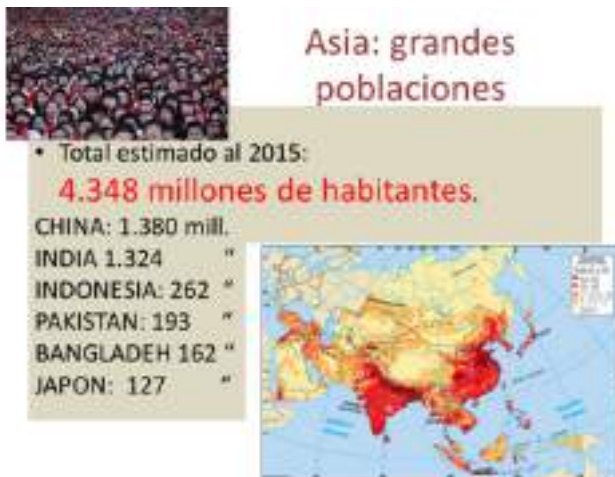 Asia: grandes
poblaciones
• Total estimado al 2015:
4.348 millones de habitantes.
CHINA: 1.380 mill.
INDIA 1.324 "
INDONESIA: 262 "
PAKISTAN: 193 "
BANGLADEH 162 "
JAPON: 127 "